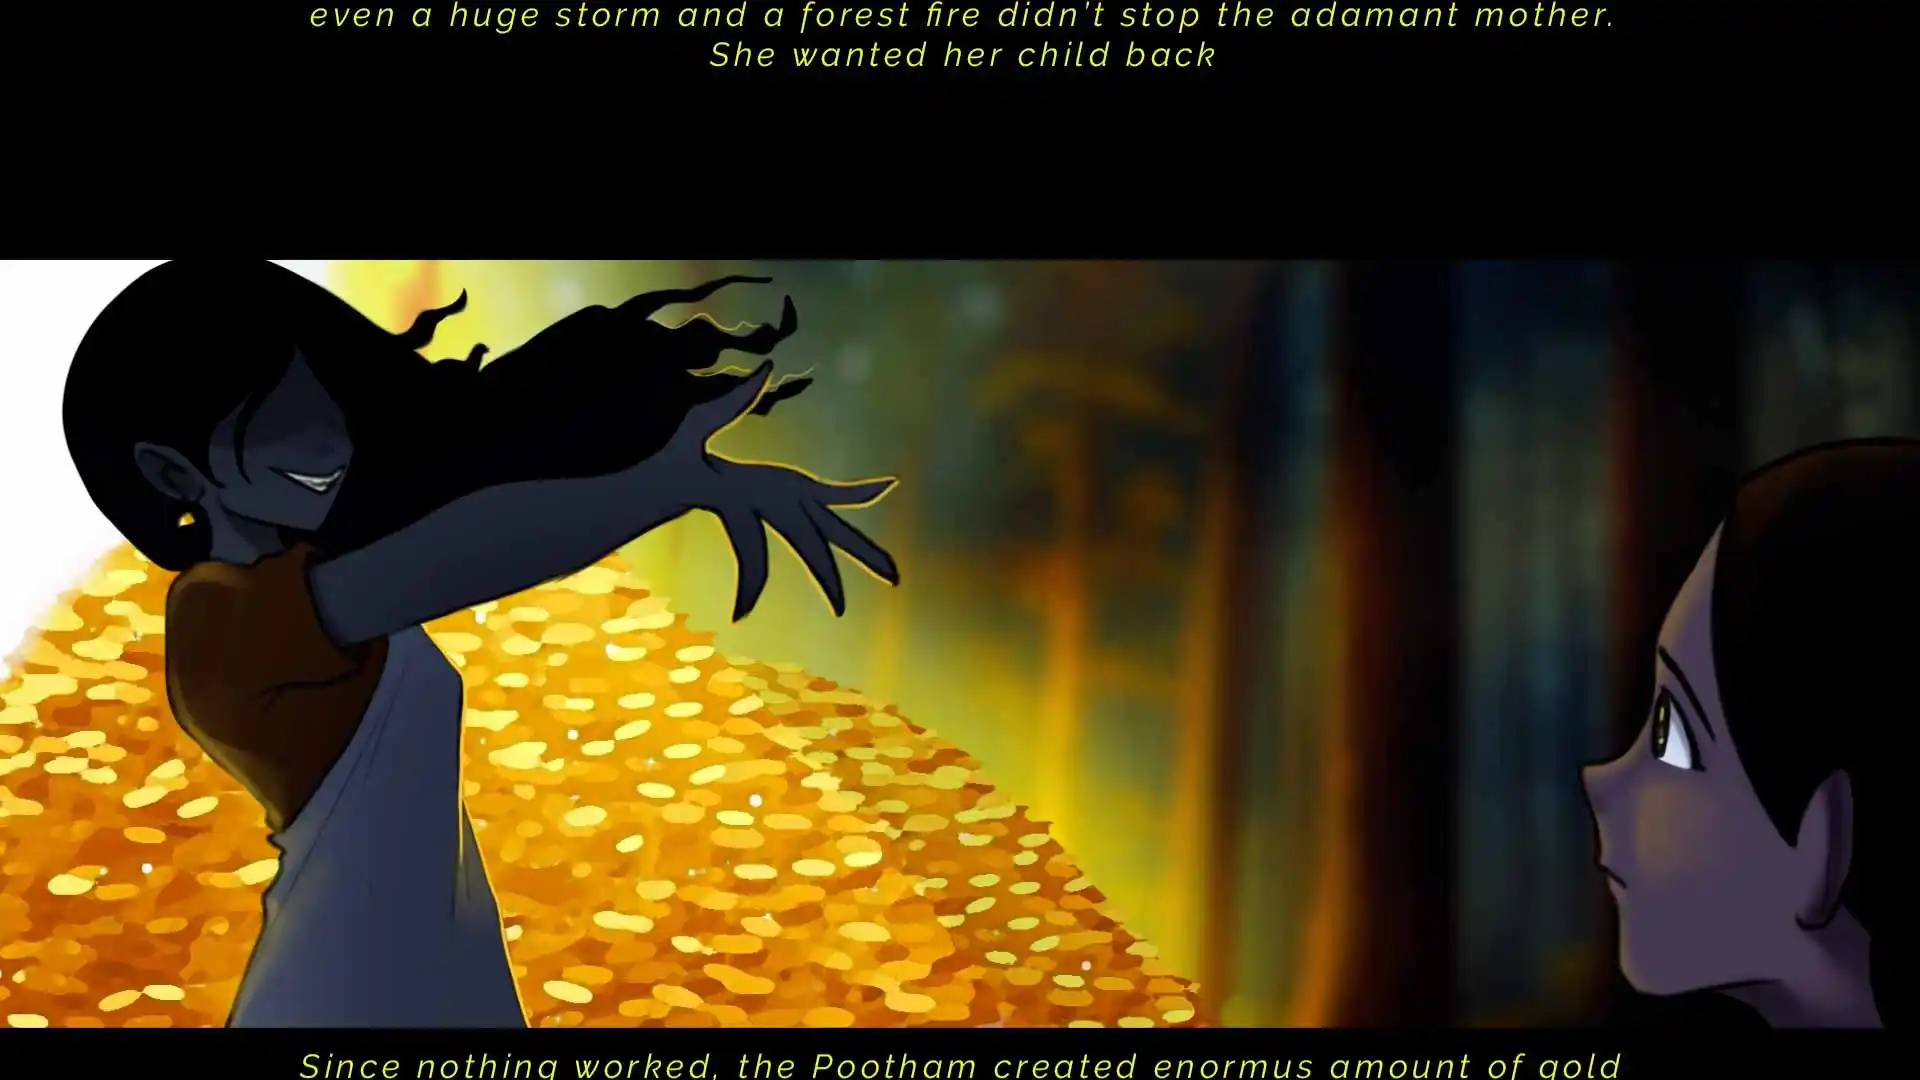 even a huge storm and a forest fire didn't stop the adamant mother.
She wanted her child back
Since nothing worked, the Pootham created enormus amount of gold